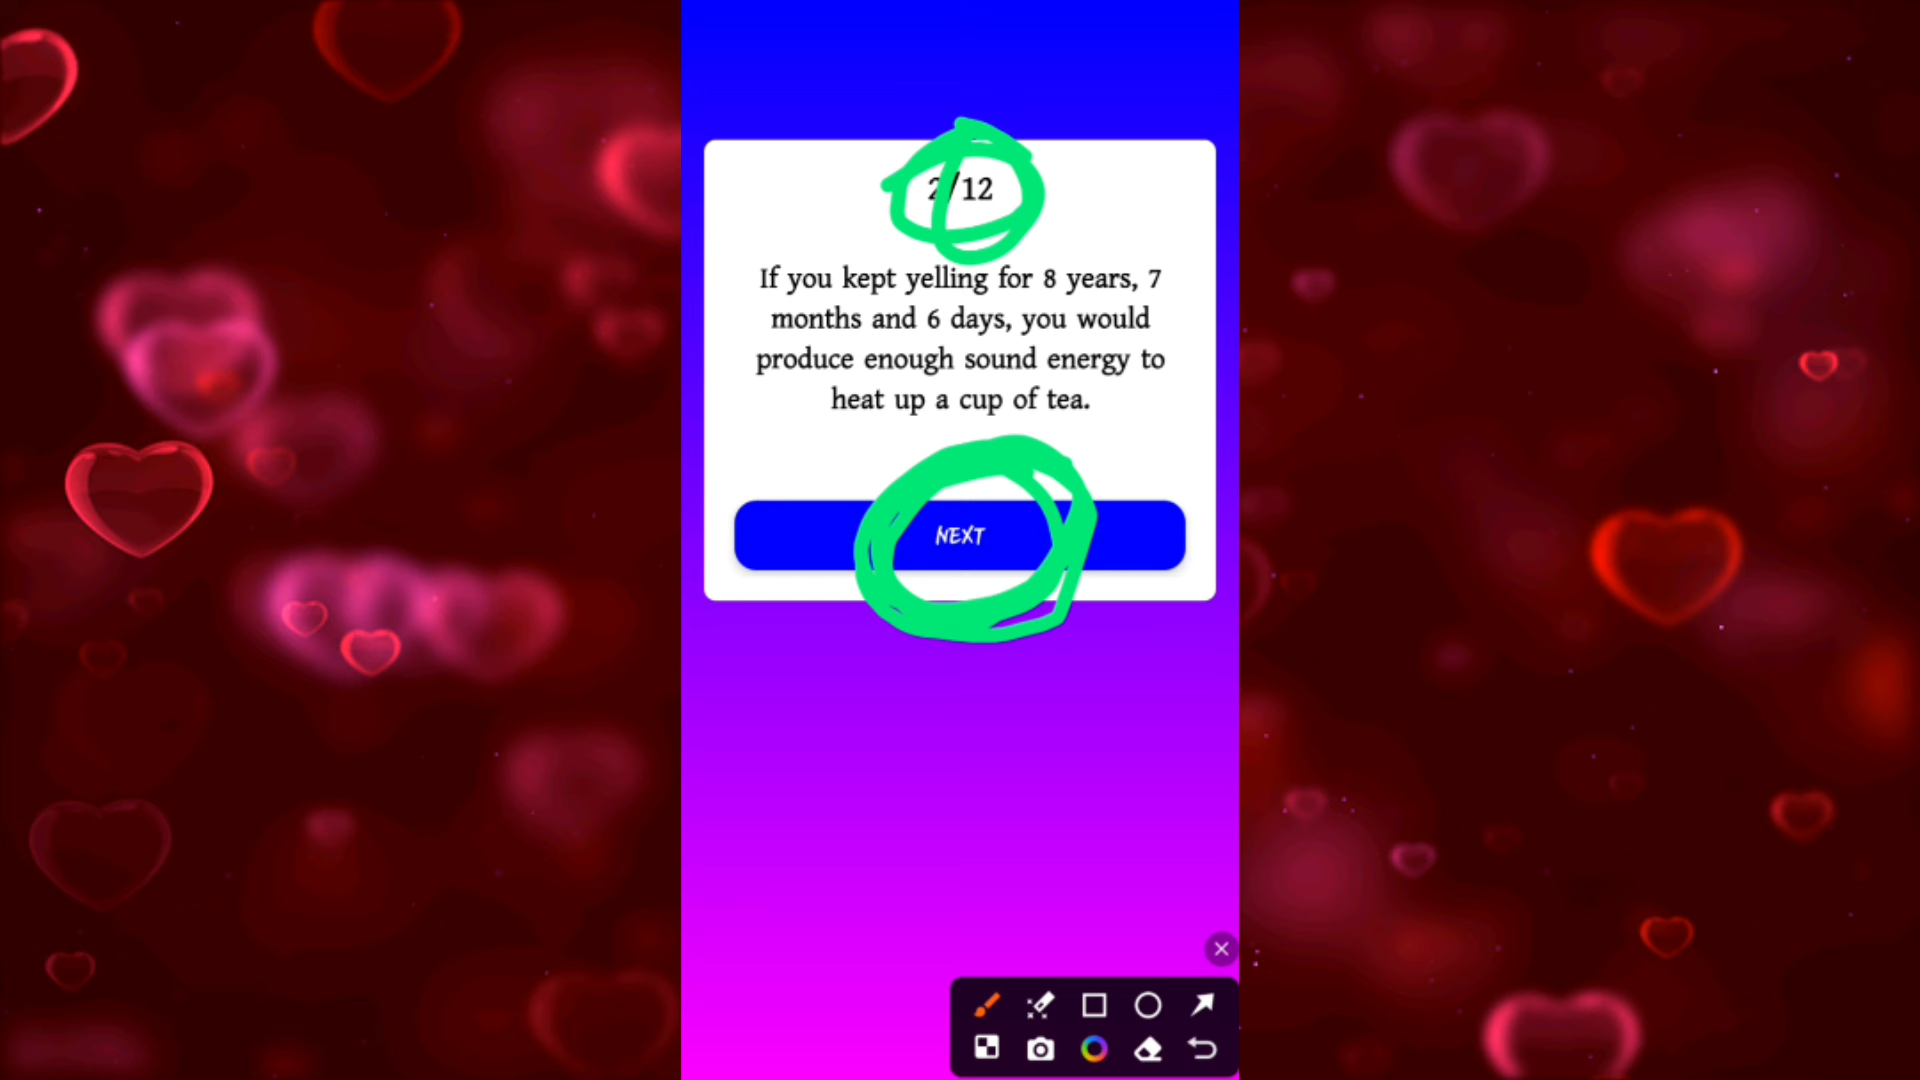 2/12
If you kept yelling for 8 years, 7
months and 6 days, you would
produce enough sound energy to
heat up a cup of tea.
NEXT